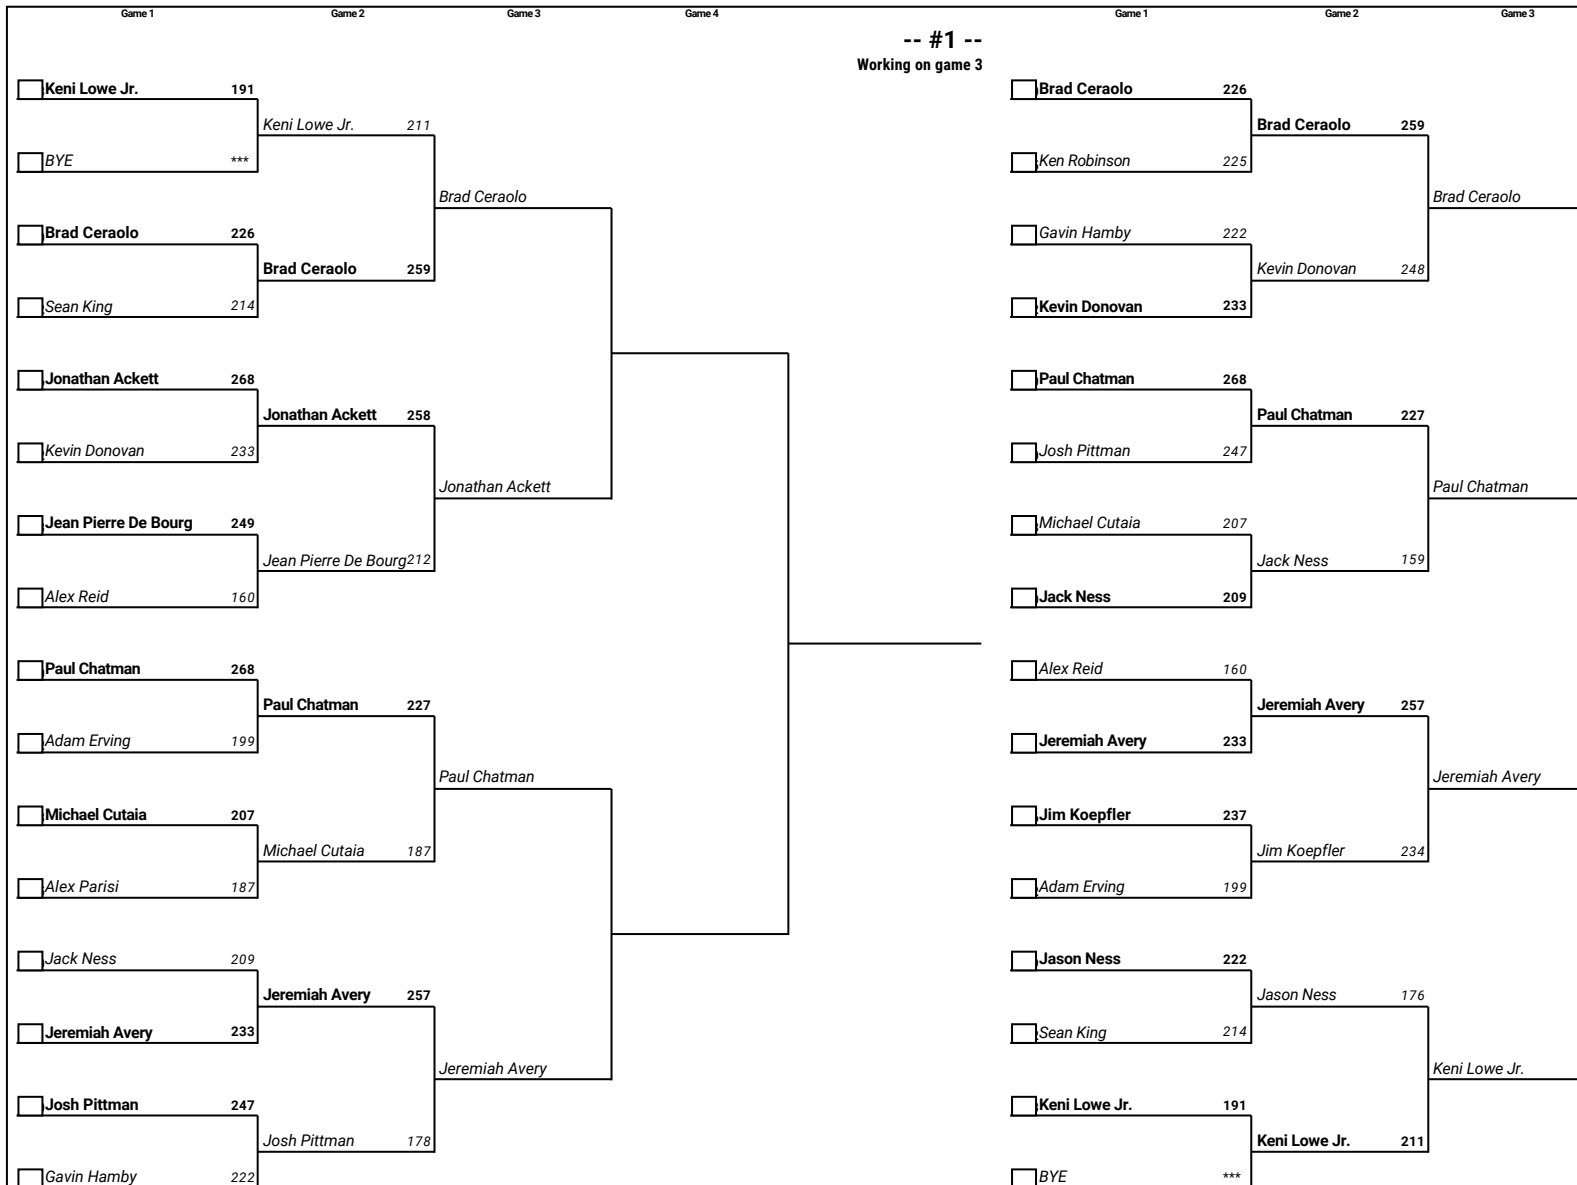 Game 1 Game 2 Game 3 Game 4
-- #1 --
Working on game 3
Keni Lowe Jr. 191
Keni Lowe Jr. 211
BYE ***
Brad Ceraolo
Brad Ceraolo 226
Brad Ceraolo 259
Sean King 214
Jonathan Ackett 268
Jonathan Ackett 258
Kevin Donovan 233
Jonathan Ackett
Jean Pierre De Bourg 249
Jean Pierre De Bourg 212
Alex Reid 160
Paul Chatman 268
Paul Chatman 227
Adam Erving 199
Paul Chatman
Michael Cutaia 207
Michael Cutaia 187
Alex Parisi 187
Jack Ness 209
Jeremiah Avery 257
Jeremiah Avery 233
Jeremiah Avery
Josh Pittman 247
Josh Pittman 178
Gavin Hamby 222
Game 1 Game 2 Game 3
Brad Ceraolo 226
Brad Ceraolo 259
Ken Robinson 225
Brad Ceraolo
Gavin Hamby 222
Kevin Donovan 248
Kevin Donovan 233
Paul Chatman 268
Paul Chatman 227
Josh Pittman 247
Paul Chatman
Michael Cutaia 207
Jack Ness 159
Jack Ness 209
Alex Reid 160
Jeremiah Avery 257
Jeremiah Avery 233
Jeremiah Avery
Jim Koepfler 237
Jim Koepfler 234
Adam Erving 199
Jason Ness 222
Jason Ness 176
Sean King 214
Keni Lowe Jr.
Keni Lowe Jr. 191
Keni Lowe Jr. 211
BYE ***